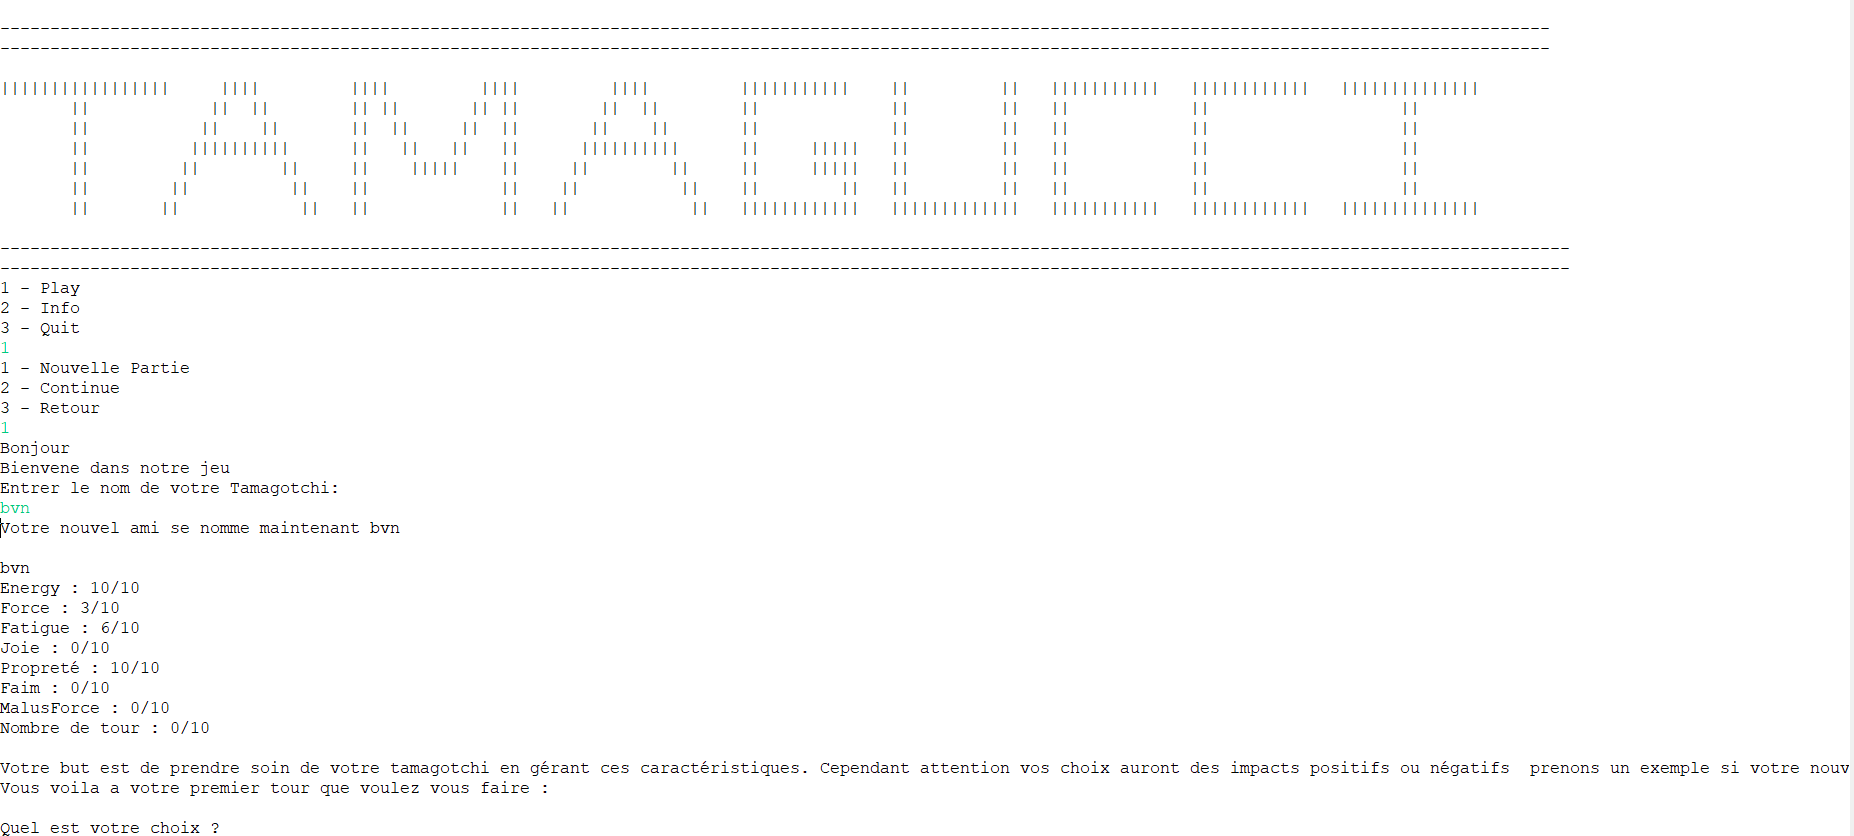 TAMAGUCCI
1 - Play
2 - Info
3 - Quit
1
1 - Nouvelle Partie
2 - Continue
3 - Retour
1
Bonjour
Bienvene dans notre jeu
Entrer le nom de votre Tamagotchi:
bvn
Votre nouvel ami se nomme maintenant bvn
bvn
Energy : 10/10
Force : 3/10
Fatigue : 6/10
Joie : 0/10
Propreté : 10/10
Faim : 0/10
MalusForce : 0/10
Nombre de tour : 0/10
Votre but est de prendre soin de votre tamagotchi en gérant ces caractéristiques. Cependant attention vos choix auront des impacts positifs ou négatifs  prenons un exemple si votre nouv
Vous voila a votre premier tour que voulez vous faire :
Quel est votre choix ?